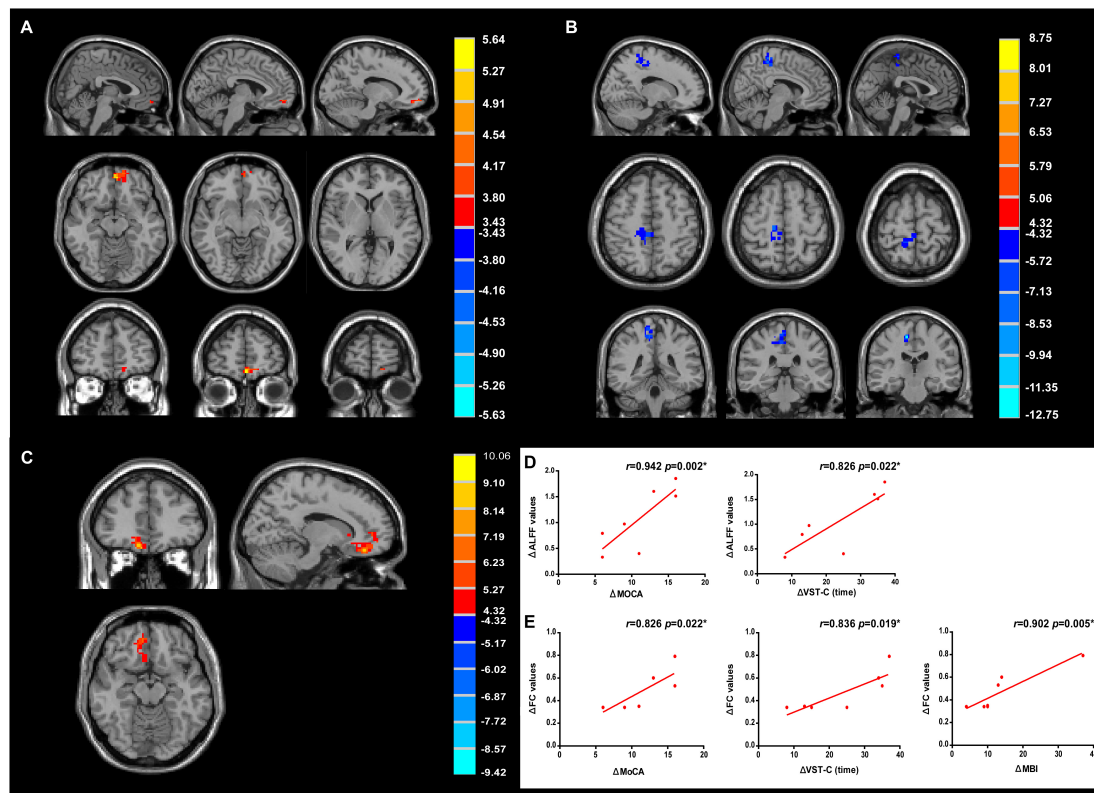 A
5.64
5.27
4.91
4.54
4.17
3.80
3.43
-3.43
-3.80
-4.16
-4.53
-4.90
-5.26
-5.63
B
8.75
8.01
7.27
6.53
5.79
5.06
4.32
-4.32
-5.72
-7.13
-8.53
-9.94
-11.35
-12.75
C
10.06
9.10
8.14
7.19
6.23
5.27
4.32
-4.32
-5.17
-6.02
-6.87
-7.72
-8.57
-9.42
D
r=0.942 p=0.002*
ΔALFF values
2.0
1.5
1.0
0.5
0.0
0 5 10 15 20
ΔMOCA
r=0.826 p=0.022*
ΔALFF values
2.0
1.5
1.0
0.5
0.0
0 10 20 30 40
ΔVST-C (time)
E
r=0.826 p=0.022*
ΔFC values
1.0
0.8
0.6
0.4
0.2
0.0
0 5 10 15 20
ΔMoCA
r=0.836 p=0.019*
ΔFC values
1.0
0.8
0.6
0.4
0.2
0.0
0 10 20 30 40
ΔVST-C (time)
r=0.902 p=0.005*
ΔFC values
1.0
0.8
0.6
0.4
0.2
0.0
0 10 20 30 40
ΔMBI